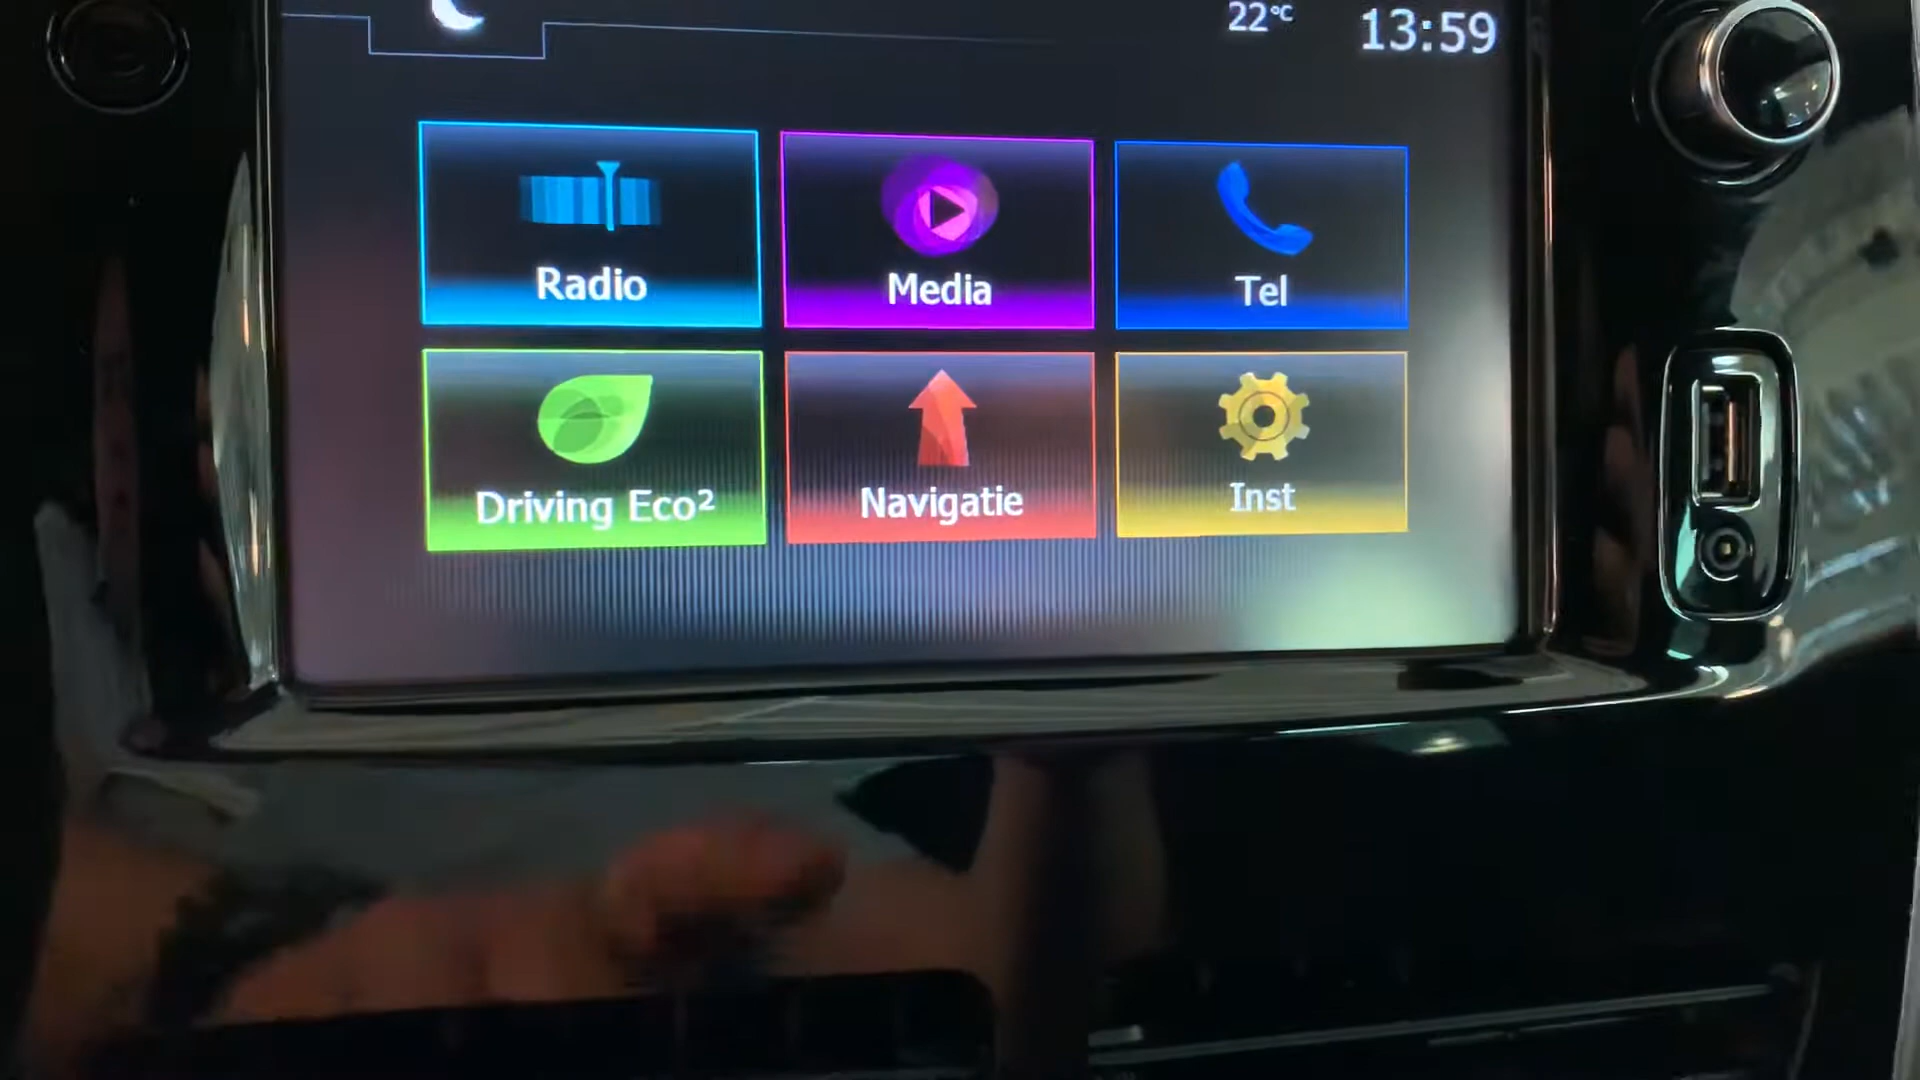 22°C 13:59
Radio
Media
Tel
Driving Eco²
Navigatie
Inst